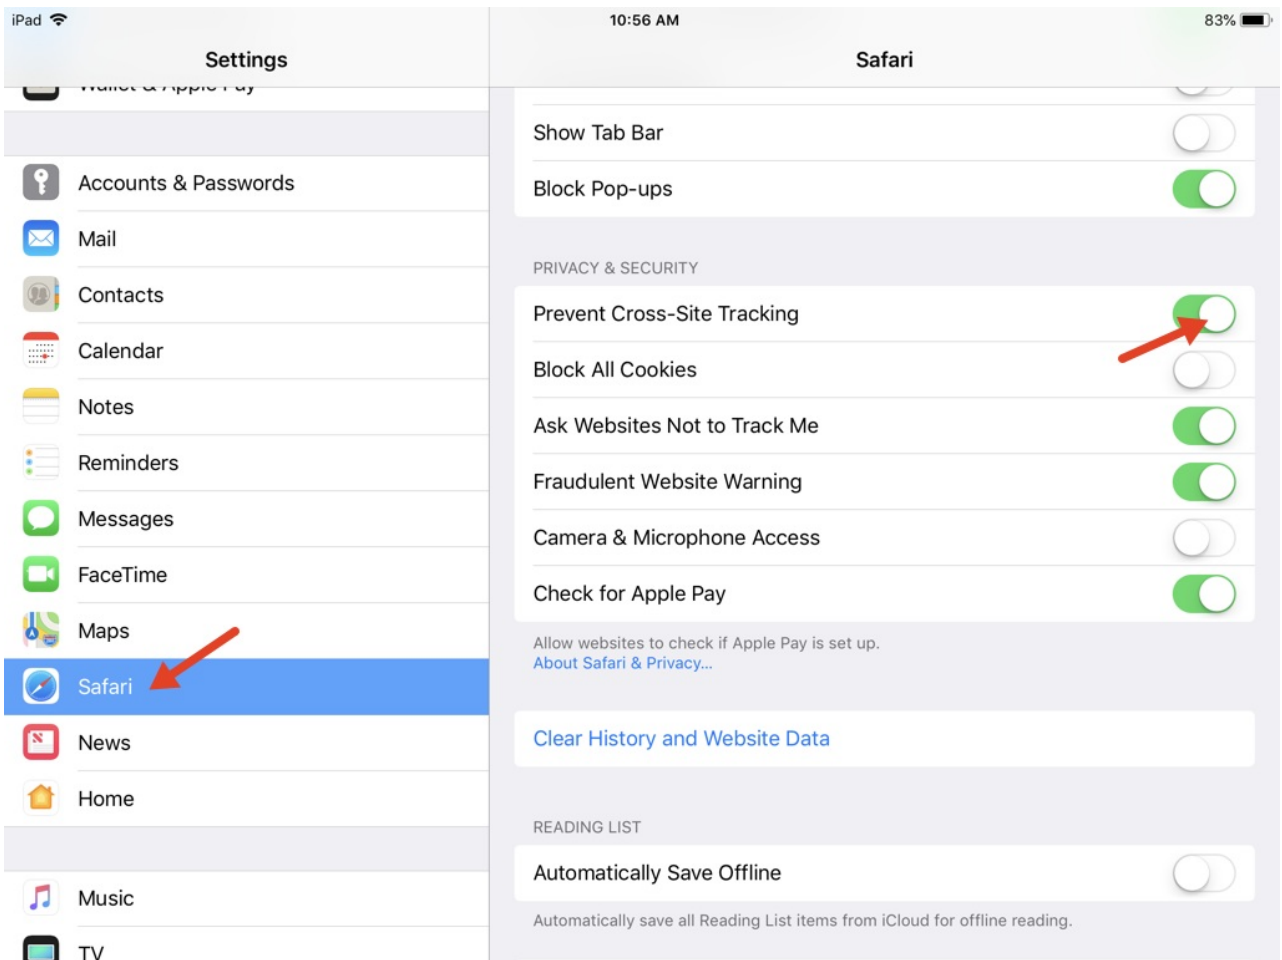 iPad
10:56 AM
83%
Settings
Safari
Wallet & Apple Pay
Accounts & Passwords
Mail
Contacts
Calendar
Notes
Reminders
Messages
FaceTime
Maps
Safari
News
Home
Music
TV
Show Tab Bar
Block Pop-ups
PRIVACY & SECURITY
Prevent Cross-Site Tracking
Block All Cookies
Ask Websites Not to Track Me
Fraudulent Website Warning
Camera & Microphone Access
Check for Apple Pay
Allow websites to check if Apple Pay is set up.
About Safari & Privacy...
Clear History and Website Data
READING LIST
Automatically Save Offline
Automatically save all Reading List items from iCloud for offline reading.